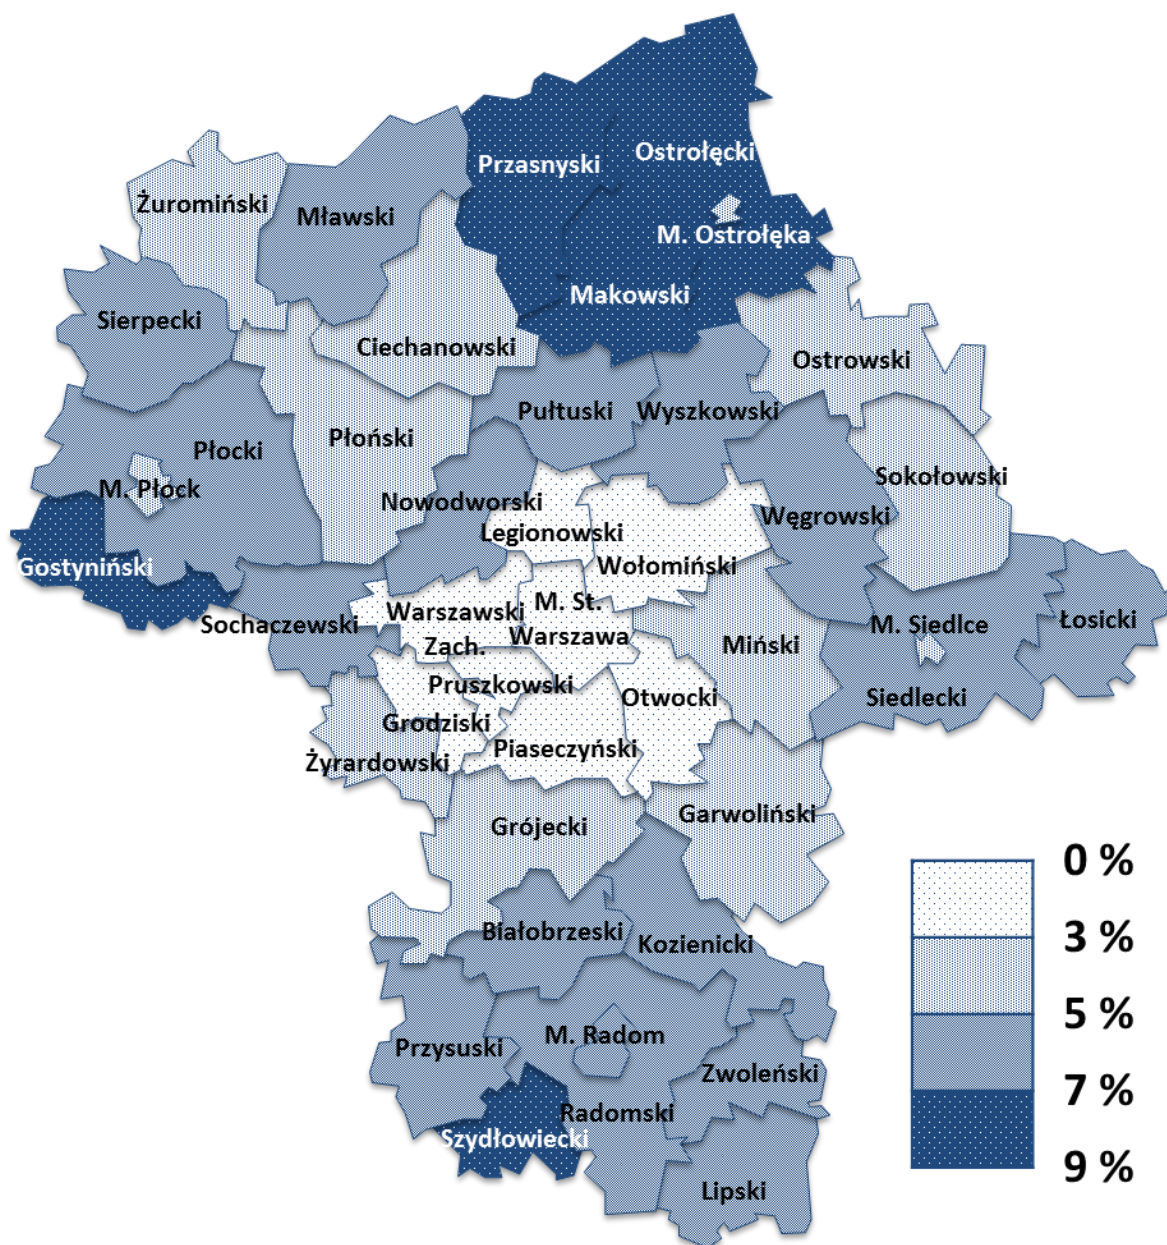 Ostrołęcki
Przasnyski
Żuromiński
Mławski
M. Ostrołęka
Makowski
Sierpecki
Ciechanowski
Ostrowski
Pułtuski
Wyszkowski
Płoński
Płocki
Sokołowski
M. Płock
Nowodworski
Węgrowski
Legionowski
Gostyniński
Wołomiński
M. St.
Warszawa
Warszawski
Zach.
Sochaczewski
M. Siedlce
Łosicki
Miński
Pruszkowski
Otwocki
Siedlecki
Grodziski
Piaseczyński
Żyrardowski
Garwoliński
Grójecki
Białobrzeski
Kozienicki
M. Radom
Przysuski
Zwoleński
Radomski
Szydłowiecki
Lipski
0 %
3 %
5 %
7 %
9 %